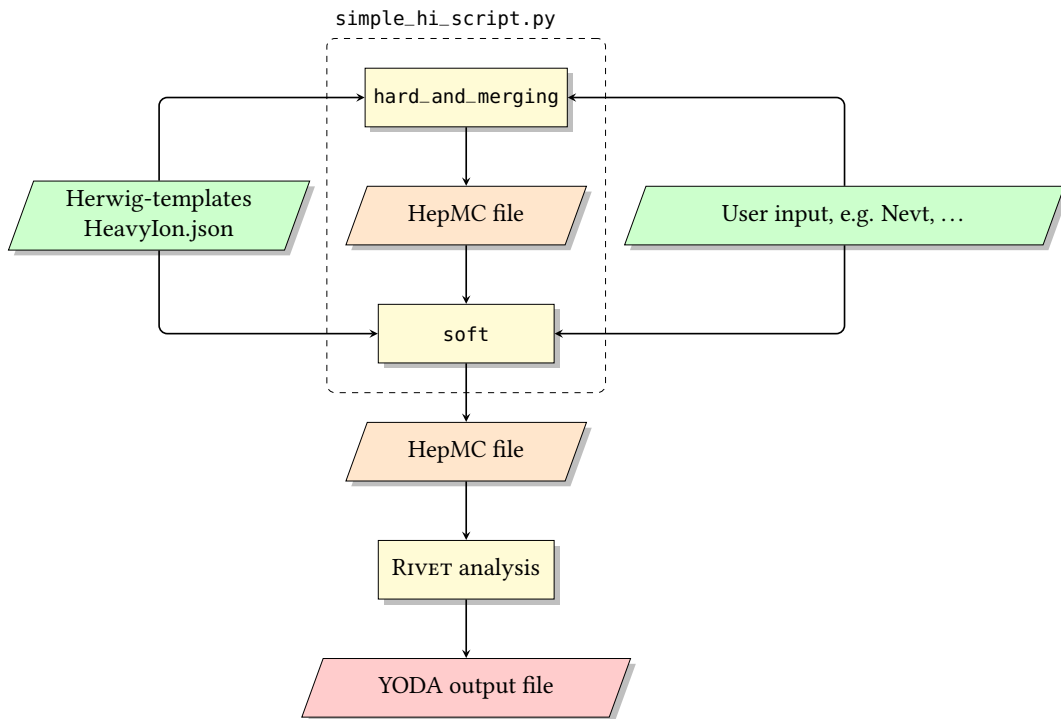 simple_hi_script.py
hard_and_merging
Herwig-templates
HeavyIon.json
HepMC file
User input, e.g. Nevt, …
soft
HepMC file
Rivet analysis
YODA output file